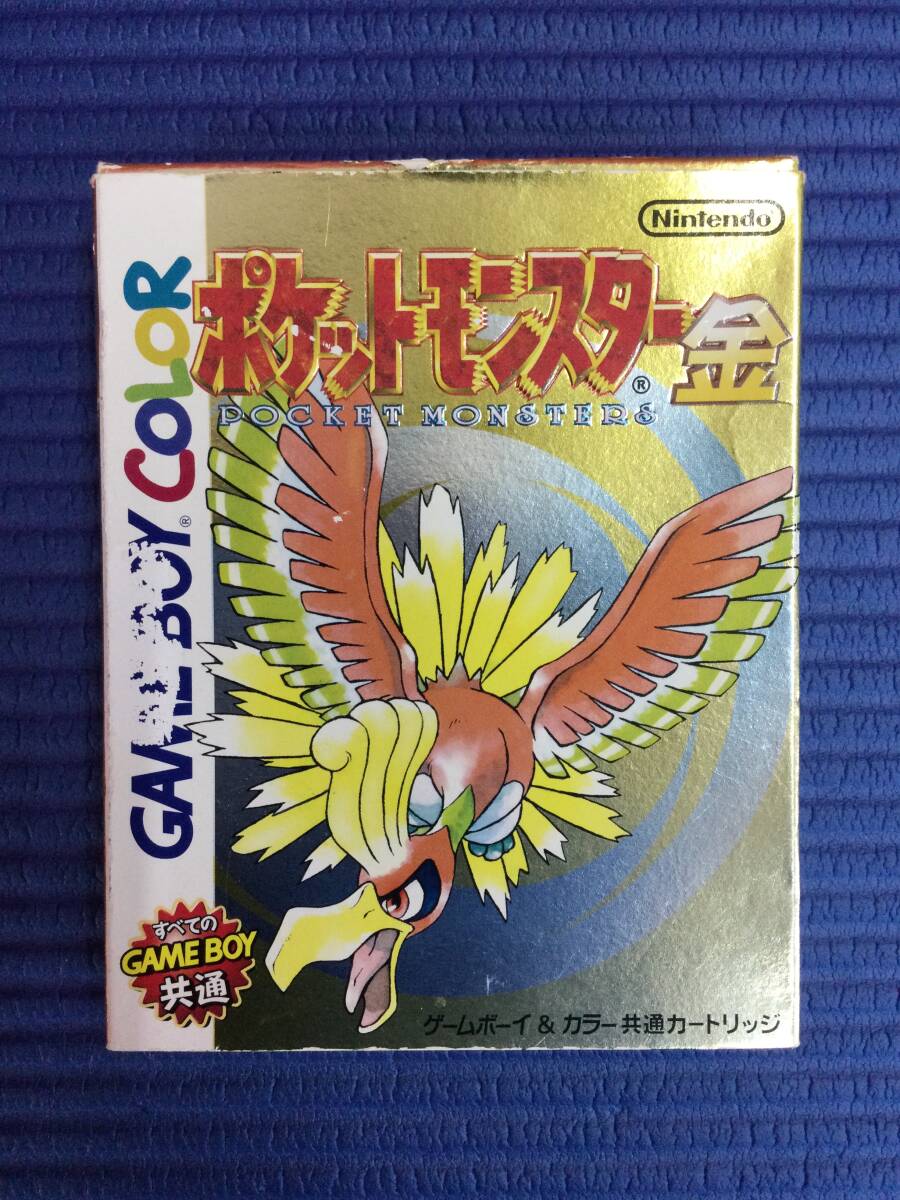 Nintendo
ポケットモンスター金
®
POCKET MONSTERS
GAME BOY COLOR
®
すべての
GAME BOY
共通
ゲームボーイ & カラー 共通カートリッジ